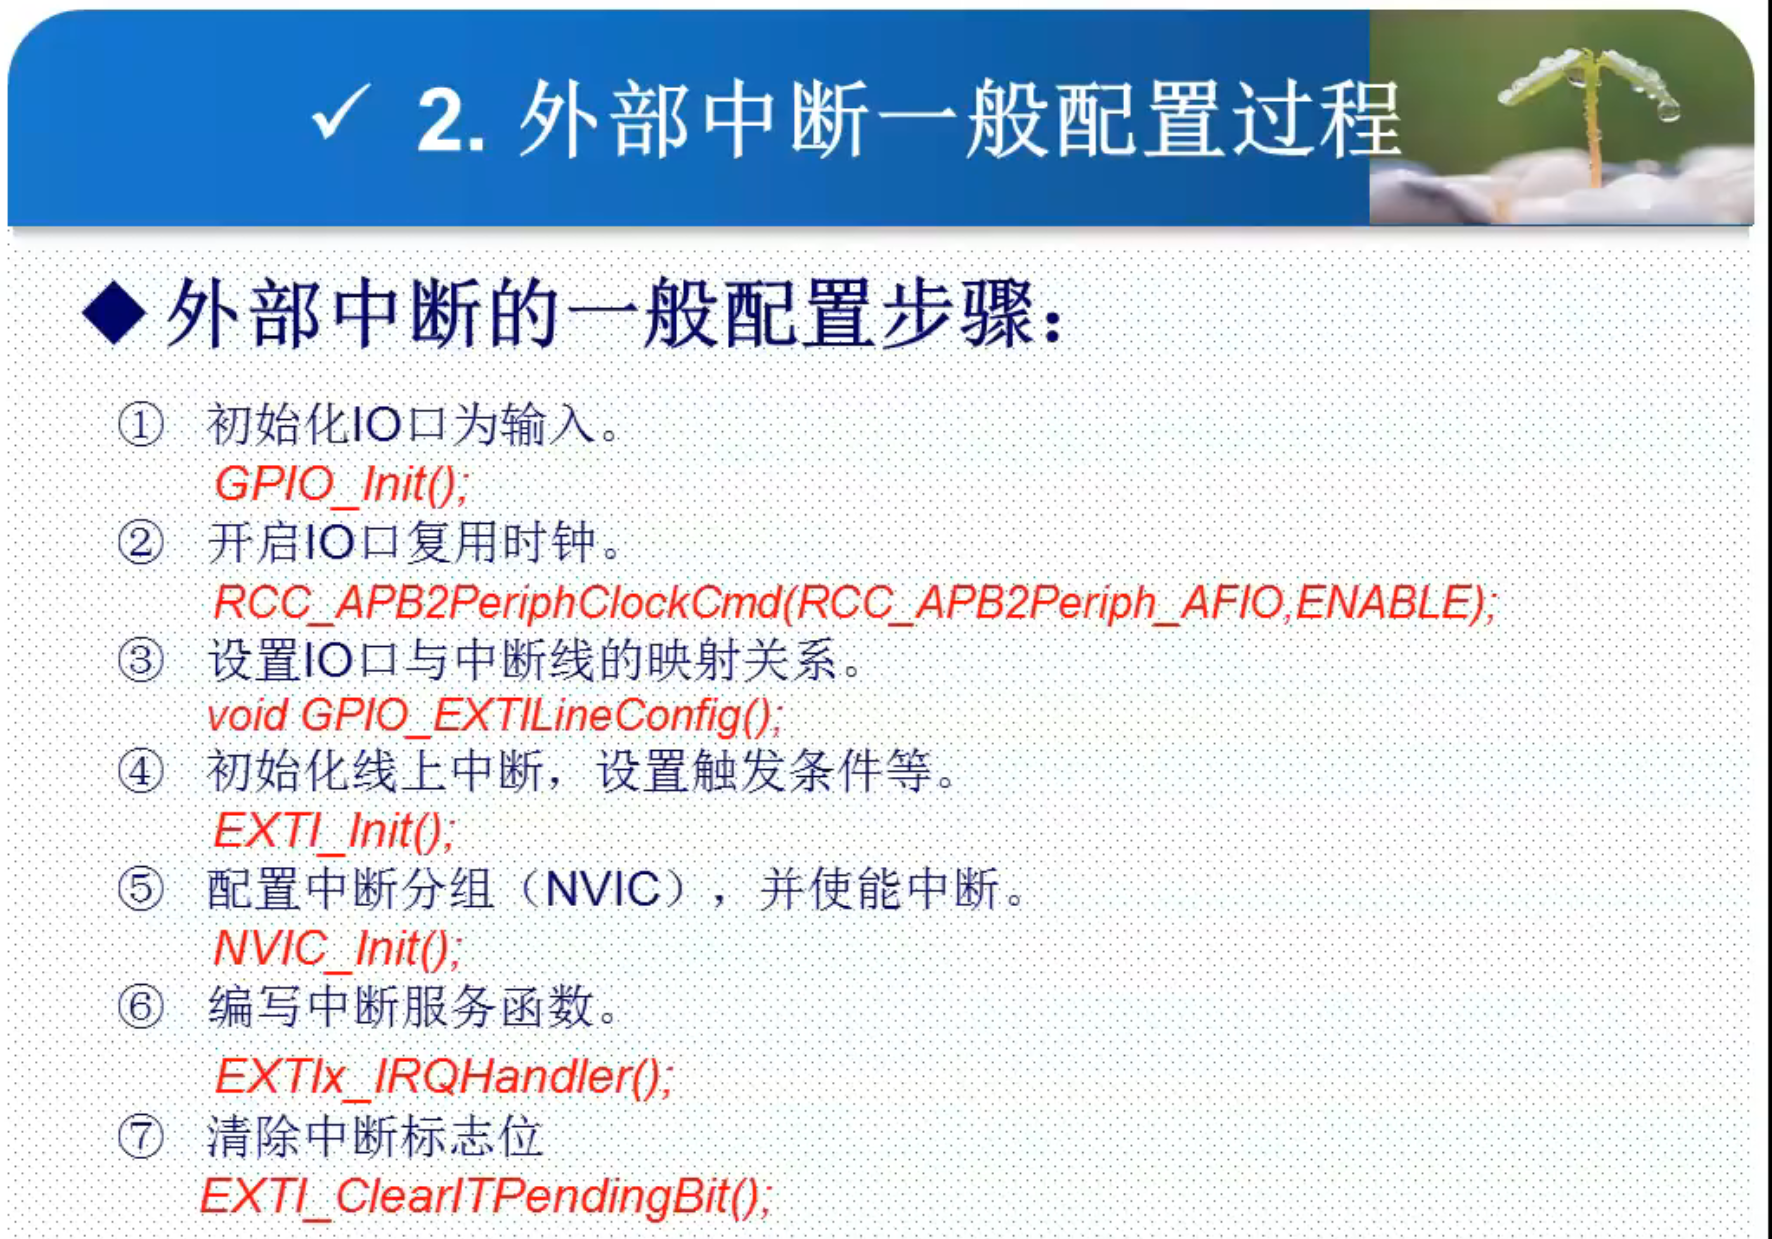 ✓ 2. 外部中断一般配置过程
◆外部中断的一般配置步骤：
① 初始化IO口为输入。
GPIO_Init();
② 开启IO口复用时钟。
RCC_APB2PeriphClockCmd(RCC_APB2Periph_AFIO,ENABLE);
③ 设置IO口与中断线的映射关系。
void GPIO_EXTILineConfig();
④ 初始化线上中断，设置触发条件等。
EXTI_Init();
⑤ 配置中断分组（NVIC），并使能中断。
NVIC_Init();
⑥ 编写中断服务函数。
EXTIx_IRQHandler();
⑦ 清除中断标志位
EXTI_ClearITPendingBit();